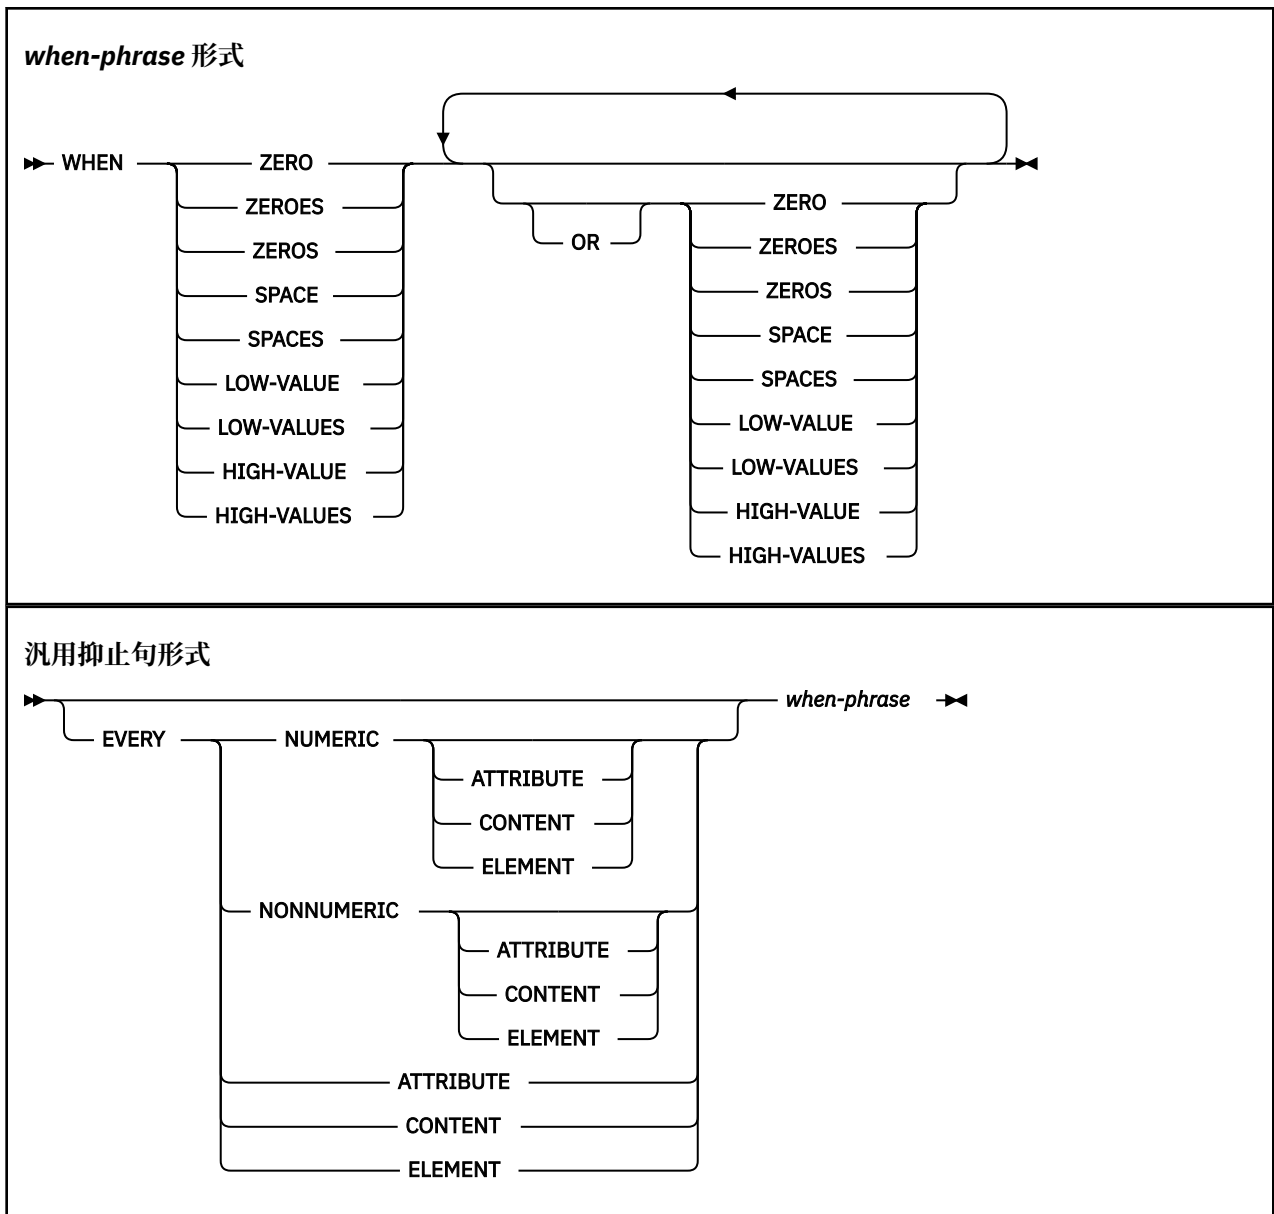 when-phrase 形式
WHEN ZERO
ZEROES
ZEROS
SPACE
SPACES
LOW-VALUE
LOW-VALUES
HIGH-VALUE
HIGH-VALUES
OR ZERO
ZEROES
ZEROS
SPACE
SPACES
LOW-VALUE
LOW-VALUES
HIGH-VALUE
HIGH-VALUES
汎用抑止句形式
when-phrase
EVERY NUMERIC
ATTRIBUTE
CONTENT
ELEMENT
NONNUMERIC
ATTRIBUTE
CONTENT
ELEMENT
ATTRIBUTE
CONTENT
ELEMENT